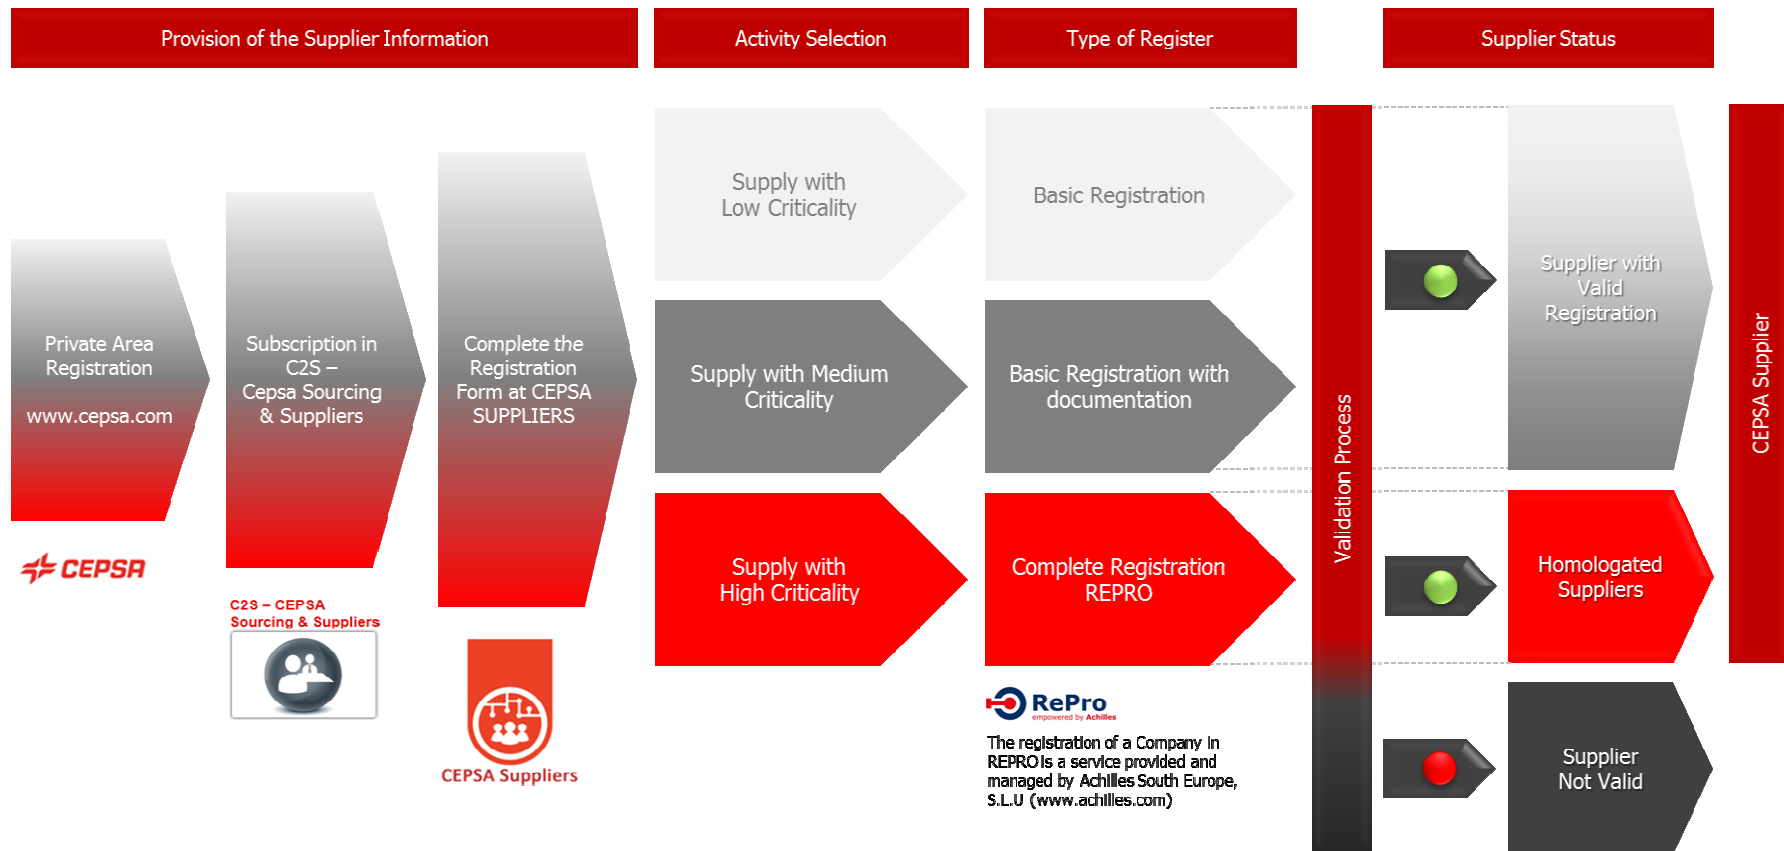 Provision of the Supplier Information
Activity Selection
Type of Register
Supplier Status
Private Area
Registration
www.cepsa.com
CEPSA
Subscription in
C2S –
Cepsa Sourcing
& Suppliers
C2S – CEPSA
Sourcing & Suppliers
Complete the
Registration
Form at CEPSA
SUPPLIERS
CEPSA Suppliers
Supply with
Low Criticality
Supply with Medium
Criticality
Supply with
High Criticality
Basic Registration
Basic Registration with
documentation
Complete Registration
REPRO
RePro
empowered by Achilles
The registration of a Company in
REPRO is a service provided and
managed by Achilles South Europe,
S.L.U (www.achilles.com)
Validation Process
Supplier with
Valid
Registration
Homologated
Suppliers
Supplier
Not Valid
CEPSA Supplier